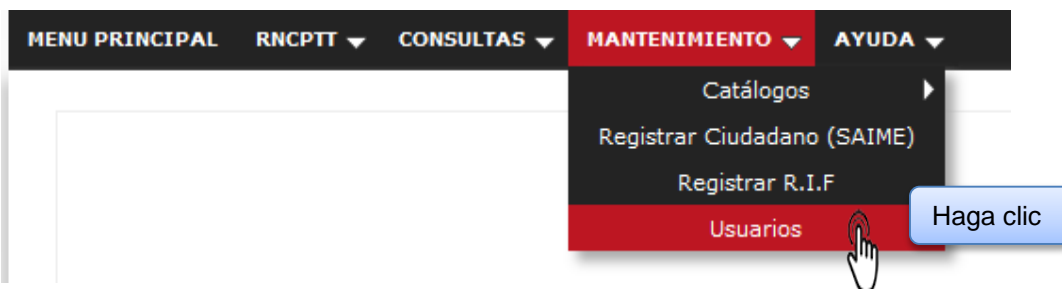 MENU PRINCIPAL RNCPTT CONSULTAS MANTENIMIENTO AYUDA
Catálogos
Registrar Ciudadano (SAIME)
Registrar R.I.F
Usuarios
Haga clic